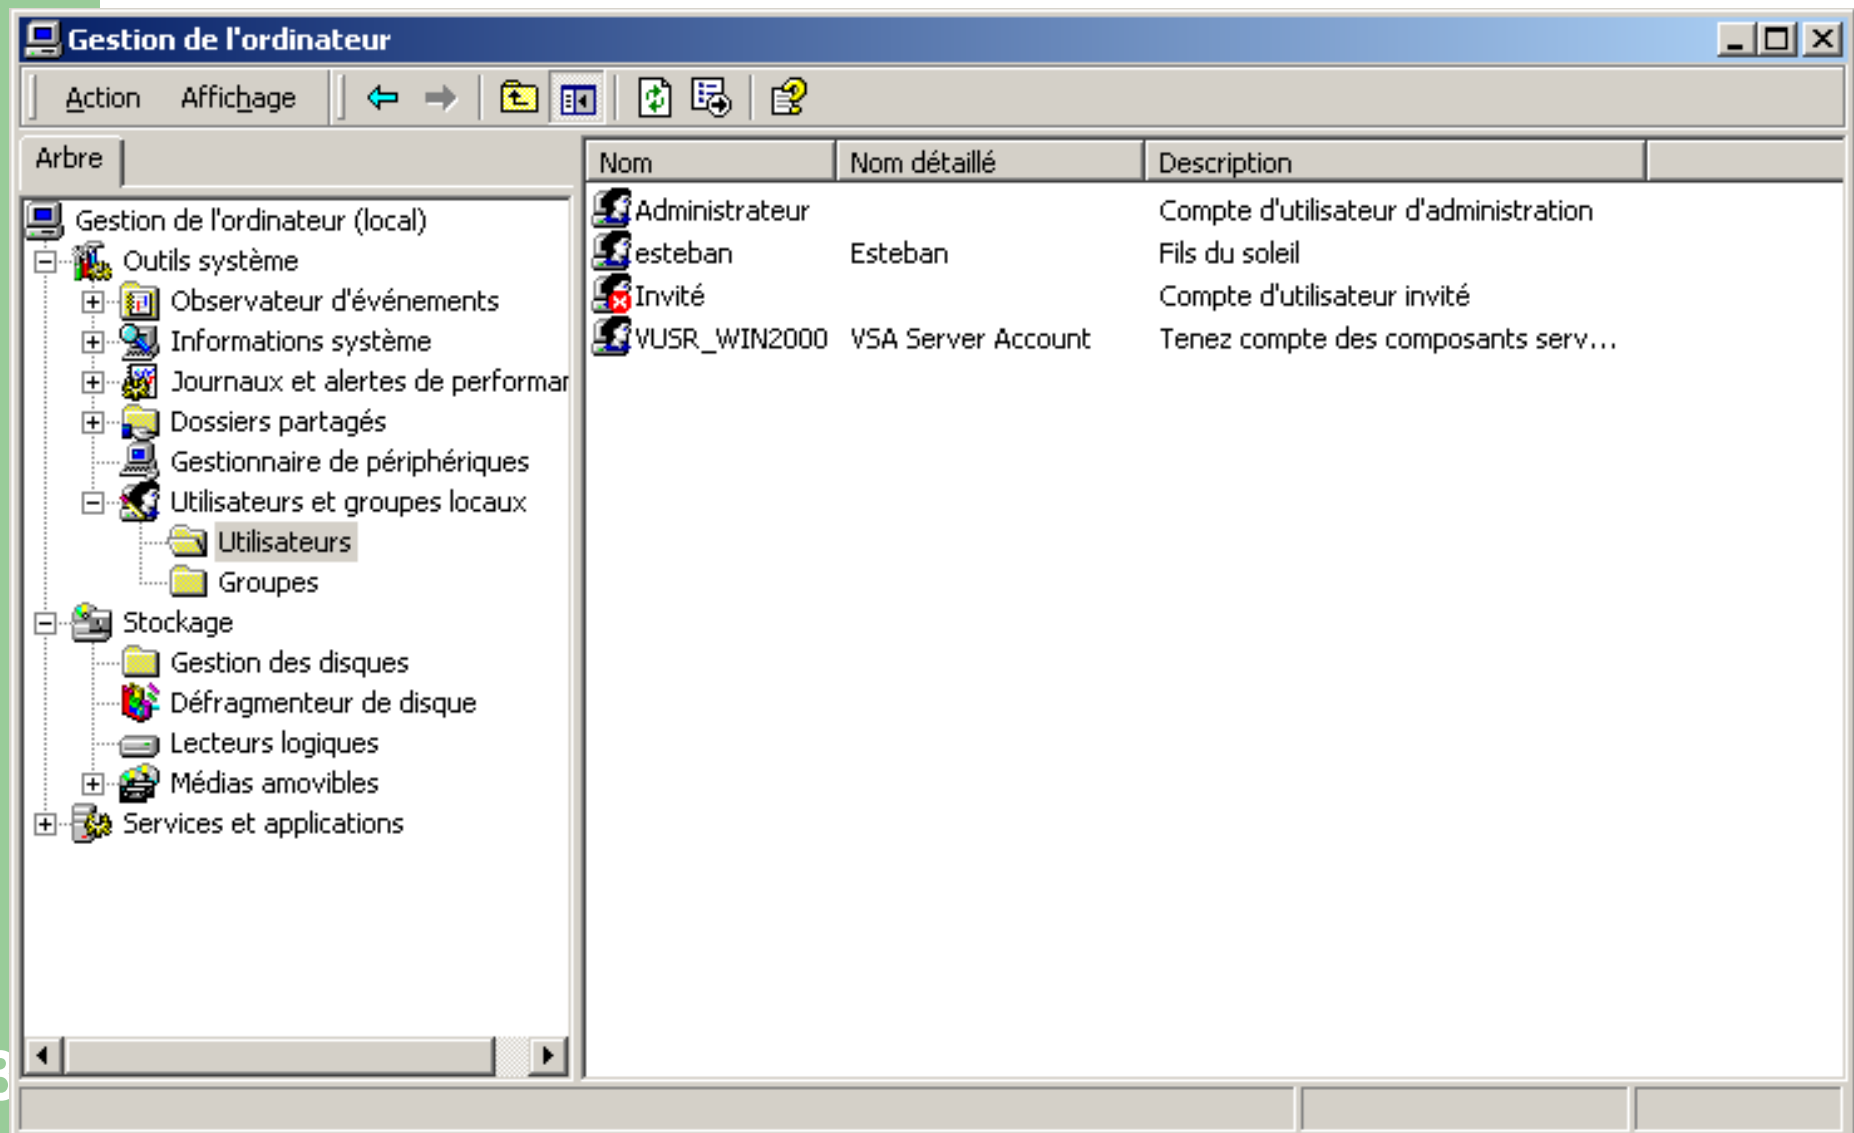 Gestion de l'ordinateur
Action Affichage
Arbre
Nom Nom détaillé Description
Gestion de l'ordinateur (local)
Outils système
Observateur d'événements
Informations système
Journaux et alertes de performar
Dossiers partagés
Gestionnaire de périphériques
Utilisateurs et groupes locaux
Utilisateurs
Groupes
Stockage
Gestion des disques
Défragmenteur de disque
Lecteurs logiques
Médias amovibles
Services et applications
Administrateur Compte d'utilisateur d'administration
esteban Esteban Fils du soleil
Invité Compte d'utilisateur invité
VUSR_WIN2000 VSA Server Account Tenez compte des composants serv...